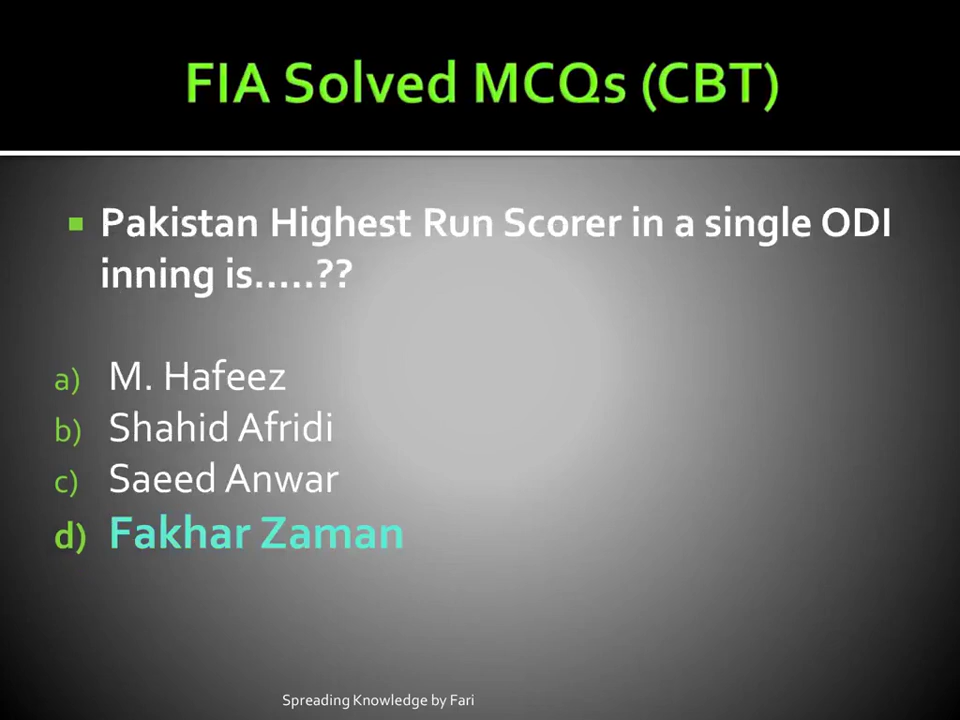 FIA Solved MCQs (CBT)
Pakistan Highest Run Scorer in a single ODI
inning is.....??
a) M. Hafeez
b) Shahid Afridi
c) Saeed Anwar
d) Fakhar Zaman
Spreading Knowledge by Fari